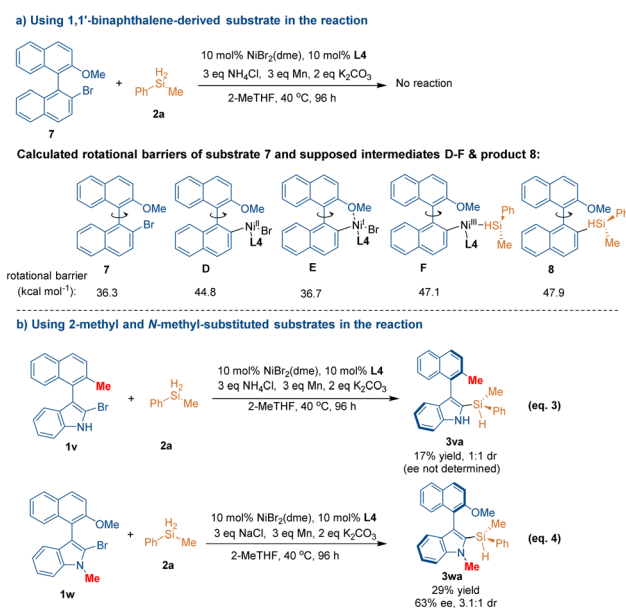 a) Using 1,1'-binaphthalene-derived substrate in the reaction
OMe
Br
7
+
H2
Ph Si Me
2a
10 mol% NiBr2(dme), 10 mol% L4
3 eq NH4Cl, 3 eq Mn, 2 eq K2CO3
2-MeTHF, 40 °C, 96 h
No reaction
Calculated rotational barriers of substrate 7 and supposed intermediates D-F & product 8:
OMe Br
OMe NiII Br L4
OMe NiI Br L4
OMe NiIII L4 HSi Ph Me
OMe HSi Ph Me
7 D E F 8
rotational barrier
(kcal mol-1): 36.3 44.8 36.7 47.1 47.9
b) Using 2-methyl and N-methyl-substituted substrates in the reaction
Me
Br
NH
1v
+
H2
Ph Si Me
2a
10 mol% NiBr2(dme), 10 mol% L4
3 eq NH4Cl, 3 eq Mn, 2 eq K2CO3
2-MeTHF, 40 °C, 96 h
Me
Me
Si Ph
NH H
3va
17% yield, 1:1 dr
(ee not determined)
(eq. 3)
OMe
Br
N
Me
1w
+
H2
Ph Si Me
2a
10 mol% NiBr2(dme), 10 mol% L4
3 eq NaCl, 3 eq Mn, 2 eq K2CO3
2-MeTHF, 40 °C, 96 h
OMe
Me
Si Ph
N H
Me
3wa
29% yield
63% ee, 3.1:1 dr
(eq. 4)